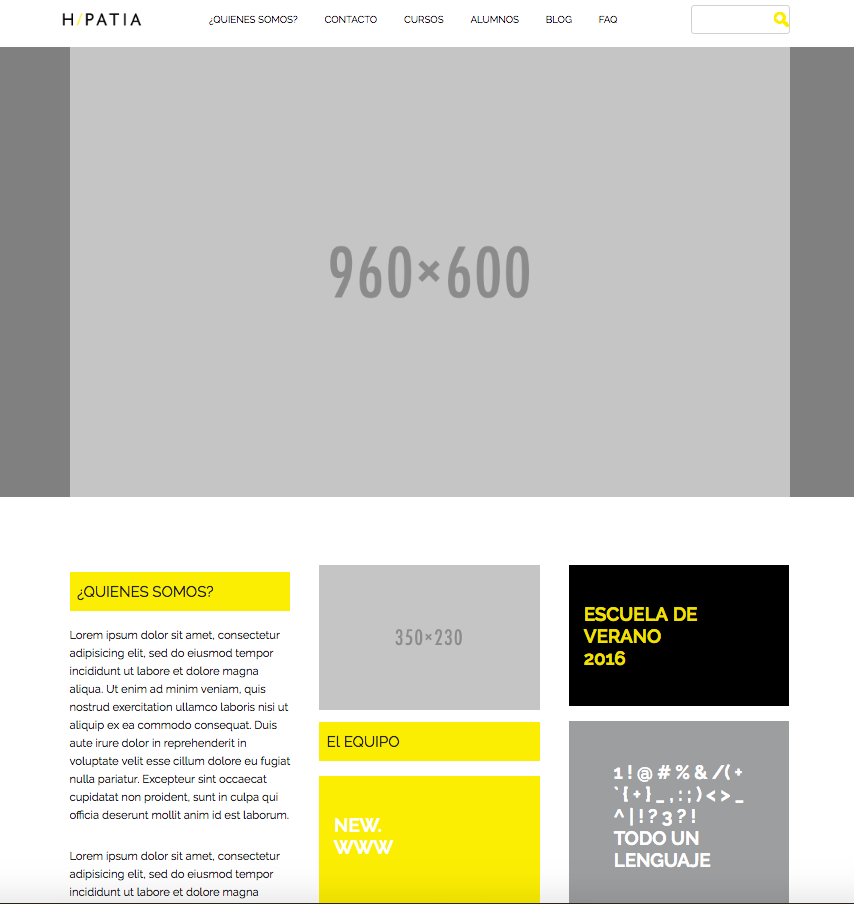 H/PATIA
¿QUIENES SOMOS? CONTACTO CURSOS ALUMNOS BLOG FAQ
960×600
¿QUIENES SOMOS?
Lorem ipsum dolor sit amet, consectetur
adipisicing elit, sed do eiusmod tempor
incididunt ut labore et dolore magna
aliqua. Ut enim ad minim veniam, quis
nostrud exercitation ullamco laboris nisi ut
aliquip ex ea commodo consequat. Duis
aute irure dolor in reprehenderit in
voluptate velit esse cillum dolore eu fugiat
nulla pariatur. Excepteur sint occaecat
cupidatat non proident, sunt in culpa qui
officia deserunt mollit anim id est laborum.
Lorem ipsum dolor sit amet, consectetur
adipisicing elit, sed do eiusmod tempor
incididunt ut labore et dolore magna
350×230
El EQUIPO
NEW.
WWW
ESCUELA DE
VERANO
2016
1 ! @ # % & /( +
` { + } _ , : ; ) < > _
^ | ! ? 3 ? !
TODO UN
LENGUAJE